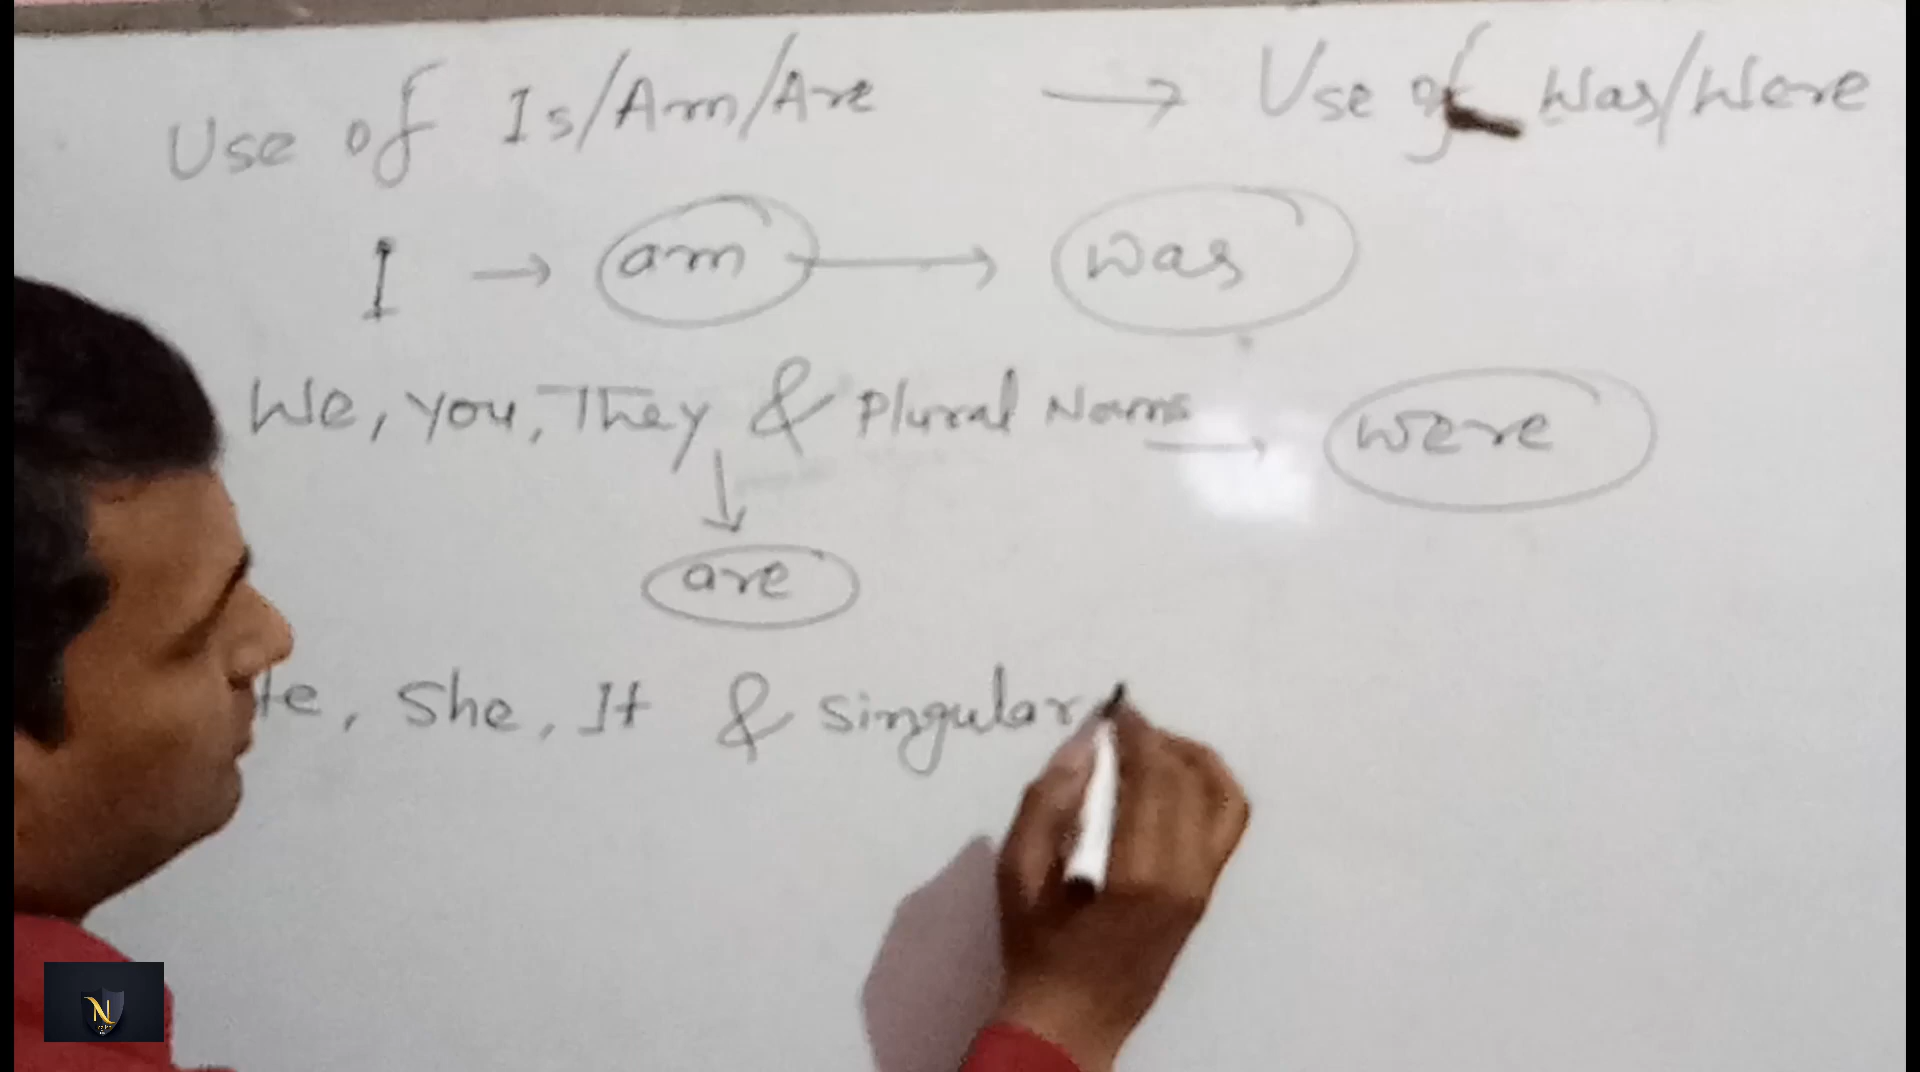 Use of Is/Am/Are → Use of Was/Were
I → am → was
We, you, They & Plural Nouns → were
↓
are
He, She, It & singular
N